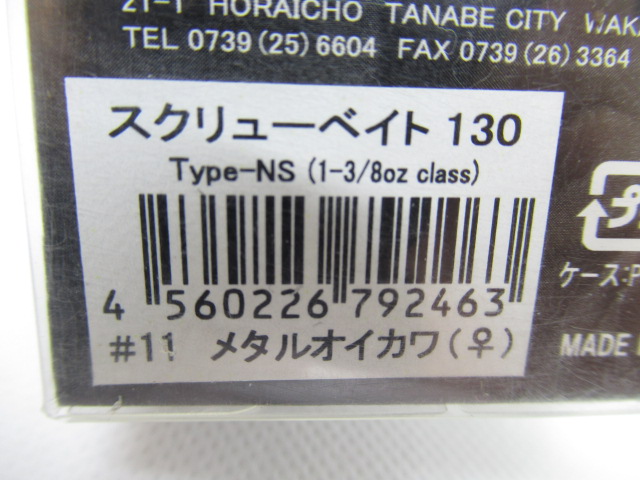 21-1 HORAICHO TANABE CITY WAKA
TEL 0739(25)6604 FAX 0739(26)3364
スクリューベイト 130
Type-NS (1-3/8oz class)
4 560226 792463
#11 メタルオイカワ(♀)
プ
ケース:P
MADE